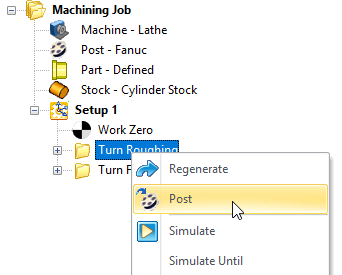 Machining Job
Machine - Lathe
Post - Fanuc
Part - Defined
Stock - Cylinder Stock
Setup 1
Work Zero
Turn Roughing
Turn F
Regenerate
Post
Simulate
Simulate Until